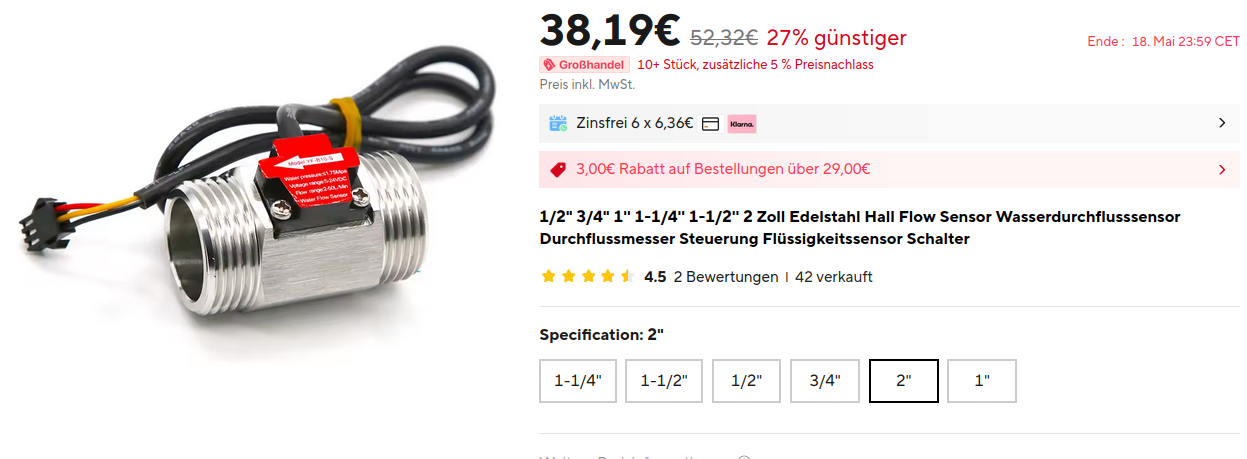 38,19€ 52,32€ 27% günstiger
Ende : 18. Mai 23:59 CET
Großhandel 10+ Stück, zusätzliche 5 % Preisnachlass
Preis inkl. MwSt.
Zinsfrei 6 x 6,36€ Klarna.
3,00€ Rabatt auf Bestellungen über 29,00€
1/2" 3/4" 1" 1-1/4" 1-1/2" 2 Zoll Edelstahl Hall Flow Sensor Wasserdurchflusssensor
Durchflussmesser Steuerung Flüssigkeitssensor Schalter
4.5 2 Bewertungen I 42 verkauft
Specification: 2"
1-1/4" 1-1/2" 1/2" 3/4" 2" 1"
Model:YF-B10-S
Water pressure:≤1.75Mpa
Voltage range:5-24VDC
Flow range:2-50L/Min
Water Flow Sensor